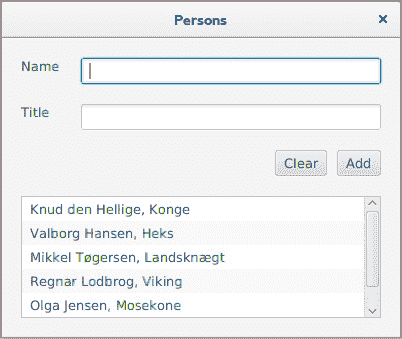 Persons
Name
Title
Clear Add
Knud den Hellige, Konge
Valborg Hansen, Heks
Mikkel Tøgersen, Landsknægt
Regnar Lodbrog, Viking
Olga Jensen, Mosekone